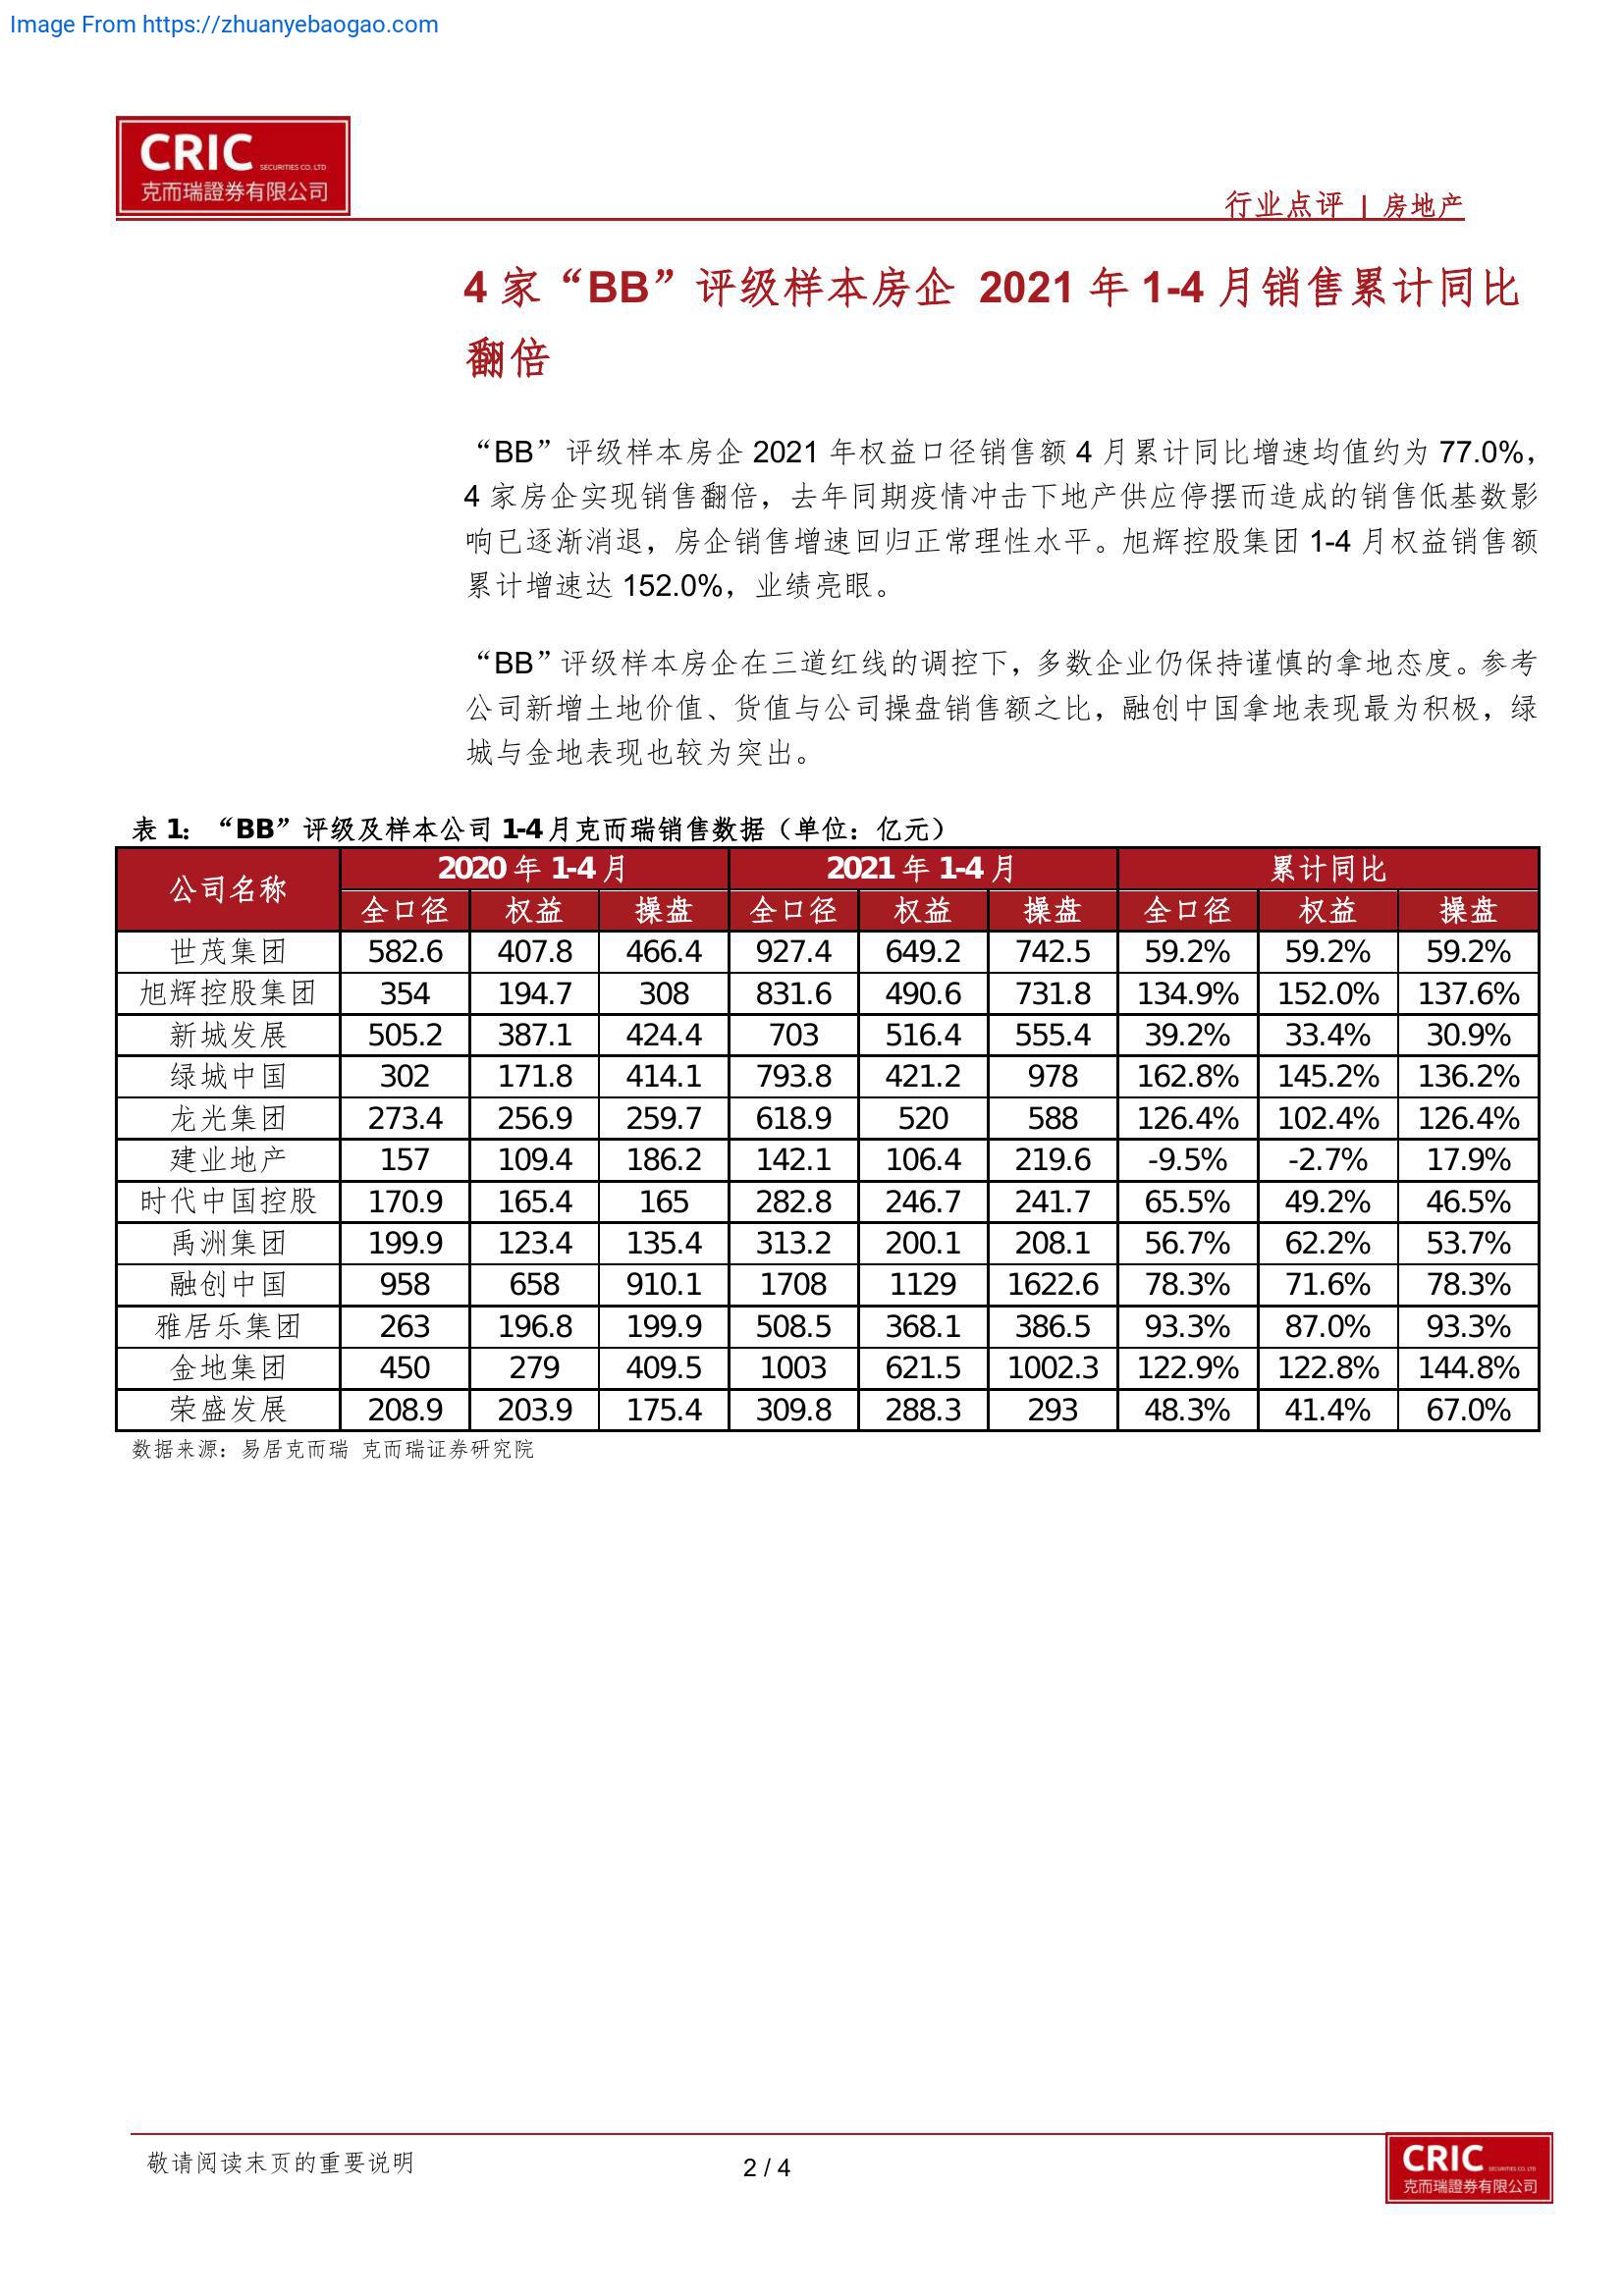 Image From https://zhuanyebaogao.com
CRIC SECURITIES CO. LTD
克而瑞證券有限公司
行业点评 | 房地产
4 家“BB”评级样本房企 2021 年 1-4 月销售累计同比
翻倍
“BB”评级样本房企 2021 年权益口径销售额 4 月累计同比增速均值约为 77.0%，
4 家房企实现销售翻倍，去年同期疫情冲击下地产供应停摆而造成的销售低基数影
响已逐渐消退，房企销售增速回归正常理性水平。旭辉控股集团 1-4 月权益销售额
累计增速达 152.0%，业绩亮眼。
“BB”评级样本房企在三道红线的调控下，多数企业仍保持谨慎的拿地态度。参考
公司新增土地价值、货值与公司操盘销售额之比，融创中国拿地表现最为积极，绿
城与金地表现也较为突出。
表 1：“BB”评级及样本公司 1-4 月克而瑞销售数据（单位：亿元）
公司名称 2020 年 1-4 月 2021 年 1-4 月 累计同比
全口径 权益 操盘 全口径 权益 操盘 全口径 权益 操盘
世茂集团 582.6 407.8 466.4 927.4 649.2 742.5 59.2% 59.2% 59.2%
旭辉控股集团 354 194.7 308 831.6 490.6 731.8 134.9% 152.0% 137.6%
新城发展 505.2 387.1 424.4 703 516.4 555.4 39.2% 33.4% 30.9%
绿城中国 302 171.8 414.1 793.8 421.2 978 162.8% 145.2% 136.2%
龙光集团 273.4 256.9 259.7 618.9 520 588 126.4% 102.4% 126.4%
建业地产 157 109.4 186.2 142.1 106.4 219.6 -9.5% -2.7% 17.9%
时代中国控股 170.9 165.4 165 282.8 246.7 241.7 65.5% 49.2% 46.5%
禹洲集团 199.9 123.4 135.4 313.2 200.1 208.1 56.7% 62.2% 53.7%
融创中国 958 658 910.1 1708 1129 1622.6 78.3% 71.6% 78.3%
雅居乐集团 263 196.8 199.9 508.5 368.1 386.5 93.3% 87.0% 93.3%
金地集团 450 279 409.5 1003 621.5 1002.3 122.9% 122.8% 144.8%
荣盛发展 208.9 203.9 175.4 309.8 288.3 293 48.3% 41.4% 67.0%
数据来源：易居克而瑞 克而瑞证券研究院
敬请阅读末页的重要说明
2 / 4
CRIC SECURITIES CO. LTD
克而瑞證券有限公司